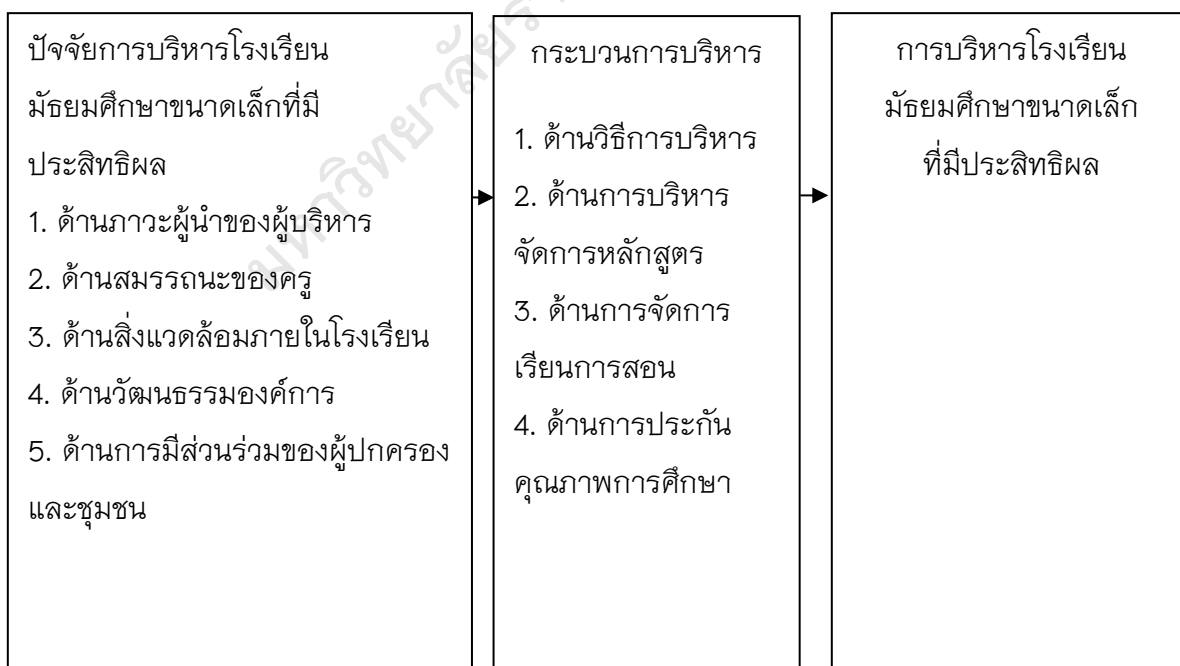 ปัจจัยการบริหารโรงเรียน
มัธยมศึกษาขนาดเล็กที่มี
ประสิทธิผล
1. ด้านภาวะผู้นำของผู้บริหาร
2. ด้านสมรรถนะของครู
3. ด้านสิ่งแวดล้อมภายในโรงเรียน
4. ด้านวัฒนธรรมองค์การ
5. ด้านการมีส่วนร่วมของผู้ปกครอง
และชุมชน
กระบวนการบริหาร
1. ด้านวิธีการบริหาร
2. ด้านการบริหาร
จัดการหลักสูตร
3. ด้านการจัดการ
เรียนการสอน
4. ด้านการประกัน
คุณภาพการศึกษา
การบริหารโรงเรียน
มัธยมศึกษาขนาดเล็ก
ที่มีประสิทธิผล
มหาวิทยาลัย